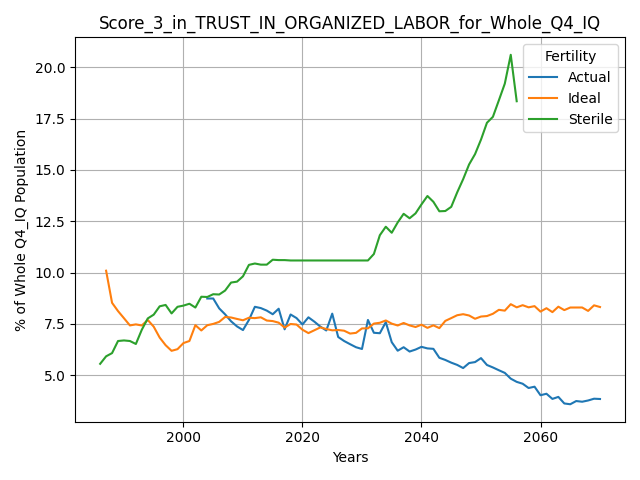 Score_3_in_TRUST_IN_ORGANIZED_LABOR_for_Whole_Q4_IQ
Fertility
Actual
Ideal
Sterile
% of Whole Q4_IQ Population
20.0
17.5
15.0
12.5
10.0
7.5
5.0
2000
2020
2040
2060
Years